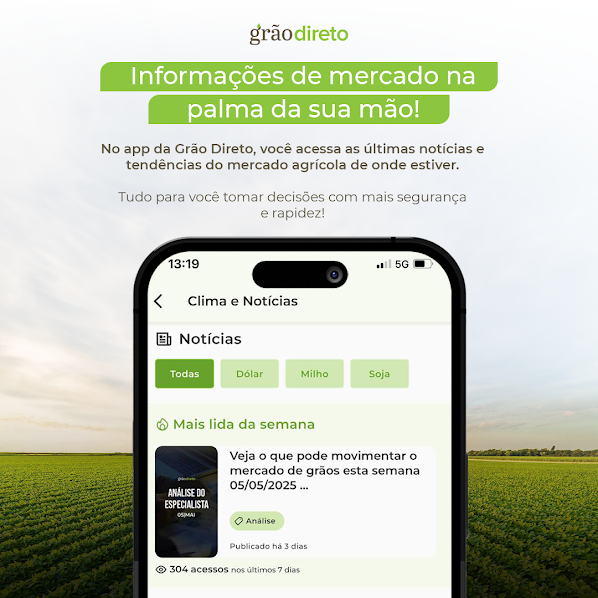 grãodireto
Informações de mercado na
palma da sua mão!
No app da Grão Direto, você acessa as últimas notícias e
tendências do mercado agrícola de onde estiver.
Tudo para você tomar decisões com mais segurança
e rapidez!
13:19
5G
Clima e Notícias
Notícias
Todas
Dólar
Milho
Soja
Mais lida da semana
grãodireto
ANÁLISE DO
ESPECIALISTA
05|MAI
Veja o que pode movimentar o
mercado de grãos esta semana
05/05/2025 ...
Análise
Publicado há 3 dias
304 acessos nos últimos 7 dias